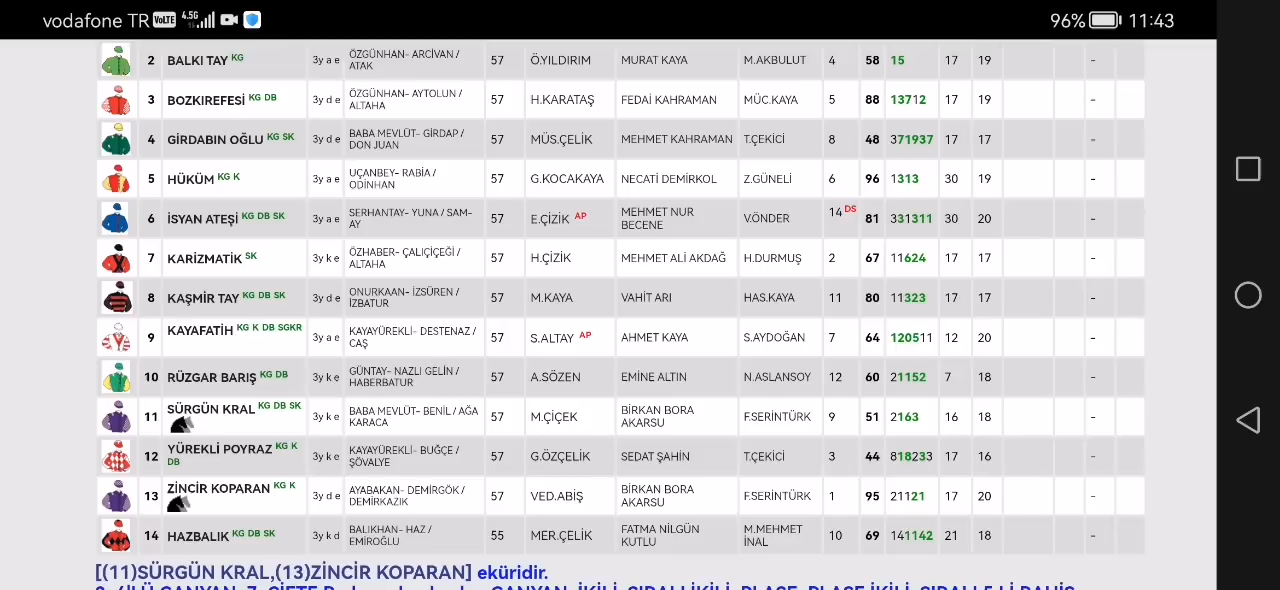 vodafone TR VoLTE 4.5G 96% 11:43
2 BALKI TAY KG 3y a e ÖZGÜNHAN- ARCİVAN / ATAK 57 Ö.YILDIRIM MURAT KAYA M.AKBULUT 4 58 15 17 19 -
3 BOZKIREFESİ KG DB 3y d e ÖZGÜNHAN- AYTOLUN / ALTAHA 57 H.KARATAŞ FEDAİ KAHRAMAN MÜC.KAYA 5 88 13712 17 19 -
4 GİRDABIN OĞLU KG SK 3y d e BABA MEVLÜT- GİRDAP / DON JUAN 57 MÜS.ÇELİK MEHMET KAHRAMAN T.ÇEKİCİ 8 48 371937 17 17 -
5 HÜKÜM KG K 3y a e UÇANBEY- RABİA / ODİNHAN 57 G.KOCAKAYA NECATİ DEMİRKOL Z.GÜNELİ 6 96 1313 30 19 -
6 İSYAN ATEŞİ KG DB SK 3y a e SERHANTAY- YUNA / SAM-AY 57 E.ÇİZİK AP MEHMET NUR BECENE V.ÖNDER 14 DS 81 331311 30 20 -
7 KARİZMATİK SK 3y k e ÖZHABER- ÇALIÇİÇEĞİ / ALTAHA 57 H.ÇİZİK MEHMET ALİ AKDAĞ H.DURMUŞ 2 67 11624 17 17 -
8 KAŞMİR TAY KG DB SK 3y d e ONURKAAN- İZSÜREN / İZBATUR 57 M.KAYA VAHİT ARI HAS.KAYA 11 80 11323 17 17 -
9 KAYAFATİH KG K DB SGKR 3y a e KAYAYÜREKLİ- DESTENAZ / CAŞ 57 S.ALTAY AP AHMET KAYA S.AYDOĞAN 7 64 120511 12 20 -
10 RÜZGAR BARIŞ KG DB 3y k e GÜNTAY- NAZLI GELİN / HABERBATUR 57 A.SÖZEN EMİNE ALTIN N.ASLANSOY 12 60 21152 7 18 -
11 SÜRGÜN KRAL KG DB SK 3y k e BABA MEVLÜT- BENİL / AĞA KARACA 57 M.ÇİÇEK BİRKAN BORA AKARSU F.SERİNTÜRK 9 51 2163 16 18 -
12 YÜREKLİ POYRAZ KG K DB 3y k e KAYAYÜREKLİ- BUĞÇE / ŞÖVALYE 57 G.ÖZÇELİK SEDAT ŞAHİN T.ÇEKİCİ 3 44 818233 17 16 -
13 ZİNCİR KOPARAN KG K 3y d e AYABAKAN- DEMİRGÖK / DEMİRKAZIK 57 VED.ABİŞ BİRKAN BORA AKARSU F.SERİNTÜRK 1 95 21121 17 20 -
14 HAZBALIK KG DB SK 3y k d BALIKHAN- HAZ / EMİROĞLU 55 MER.ÇELİK FATMA NİLGÜN KUTLU M.MEHMET İNAL 10 69 141142 21 18 -
[(11)SÜRGÜN KRAL,(13)ZİNCİR KOPARAN] eküridir.